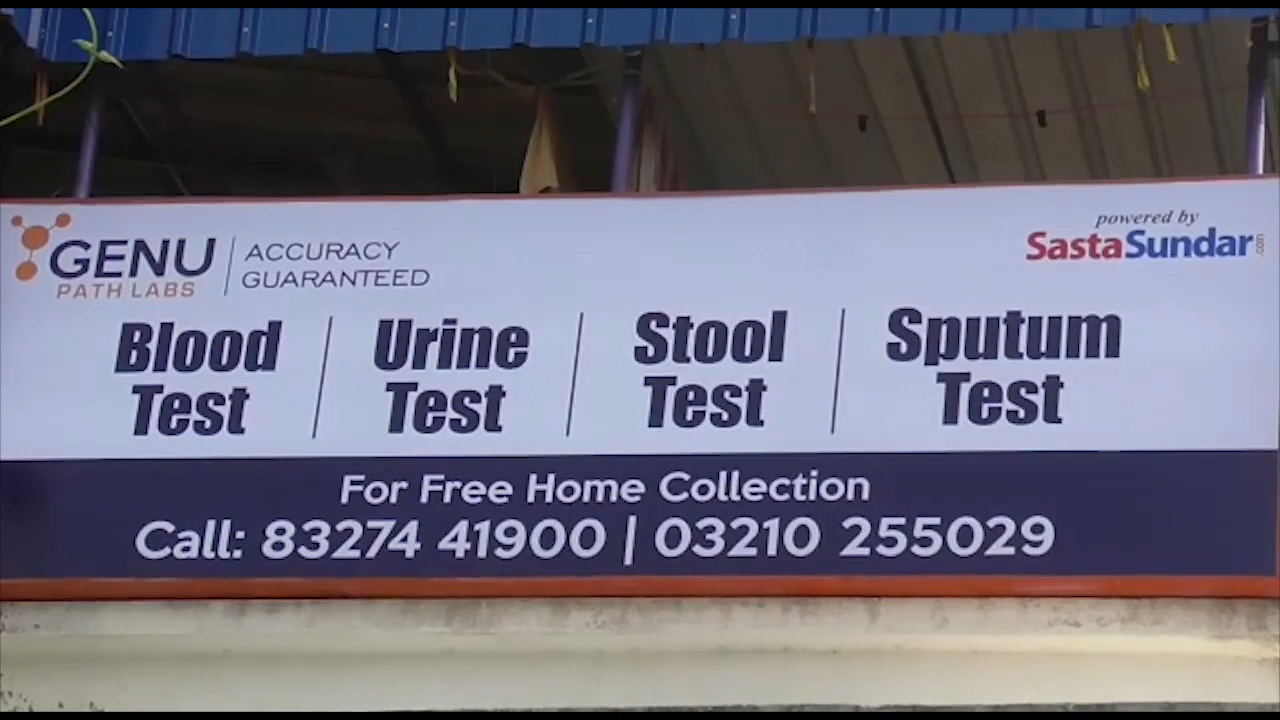 GENU
PATH LABS
ACCURACY
GUARANTEED
powered by
SastaSundar.com
Blood
Test
Urine
Test
Stool
Test
Sputum
Test
For Free Home Collection
Call: 83274 41900 | 03210 255029